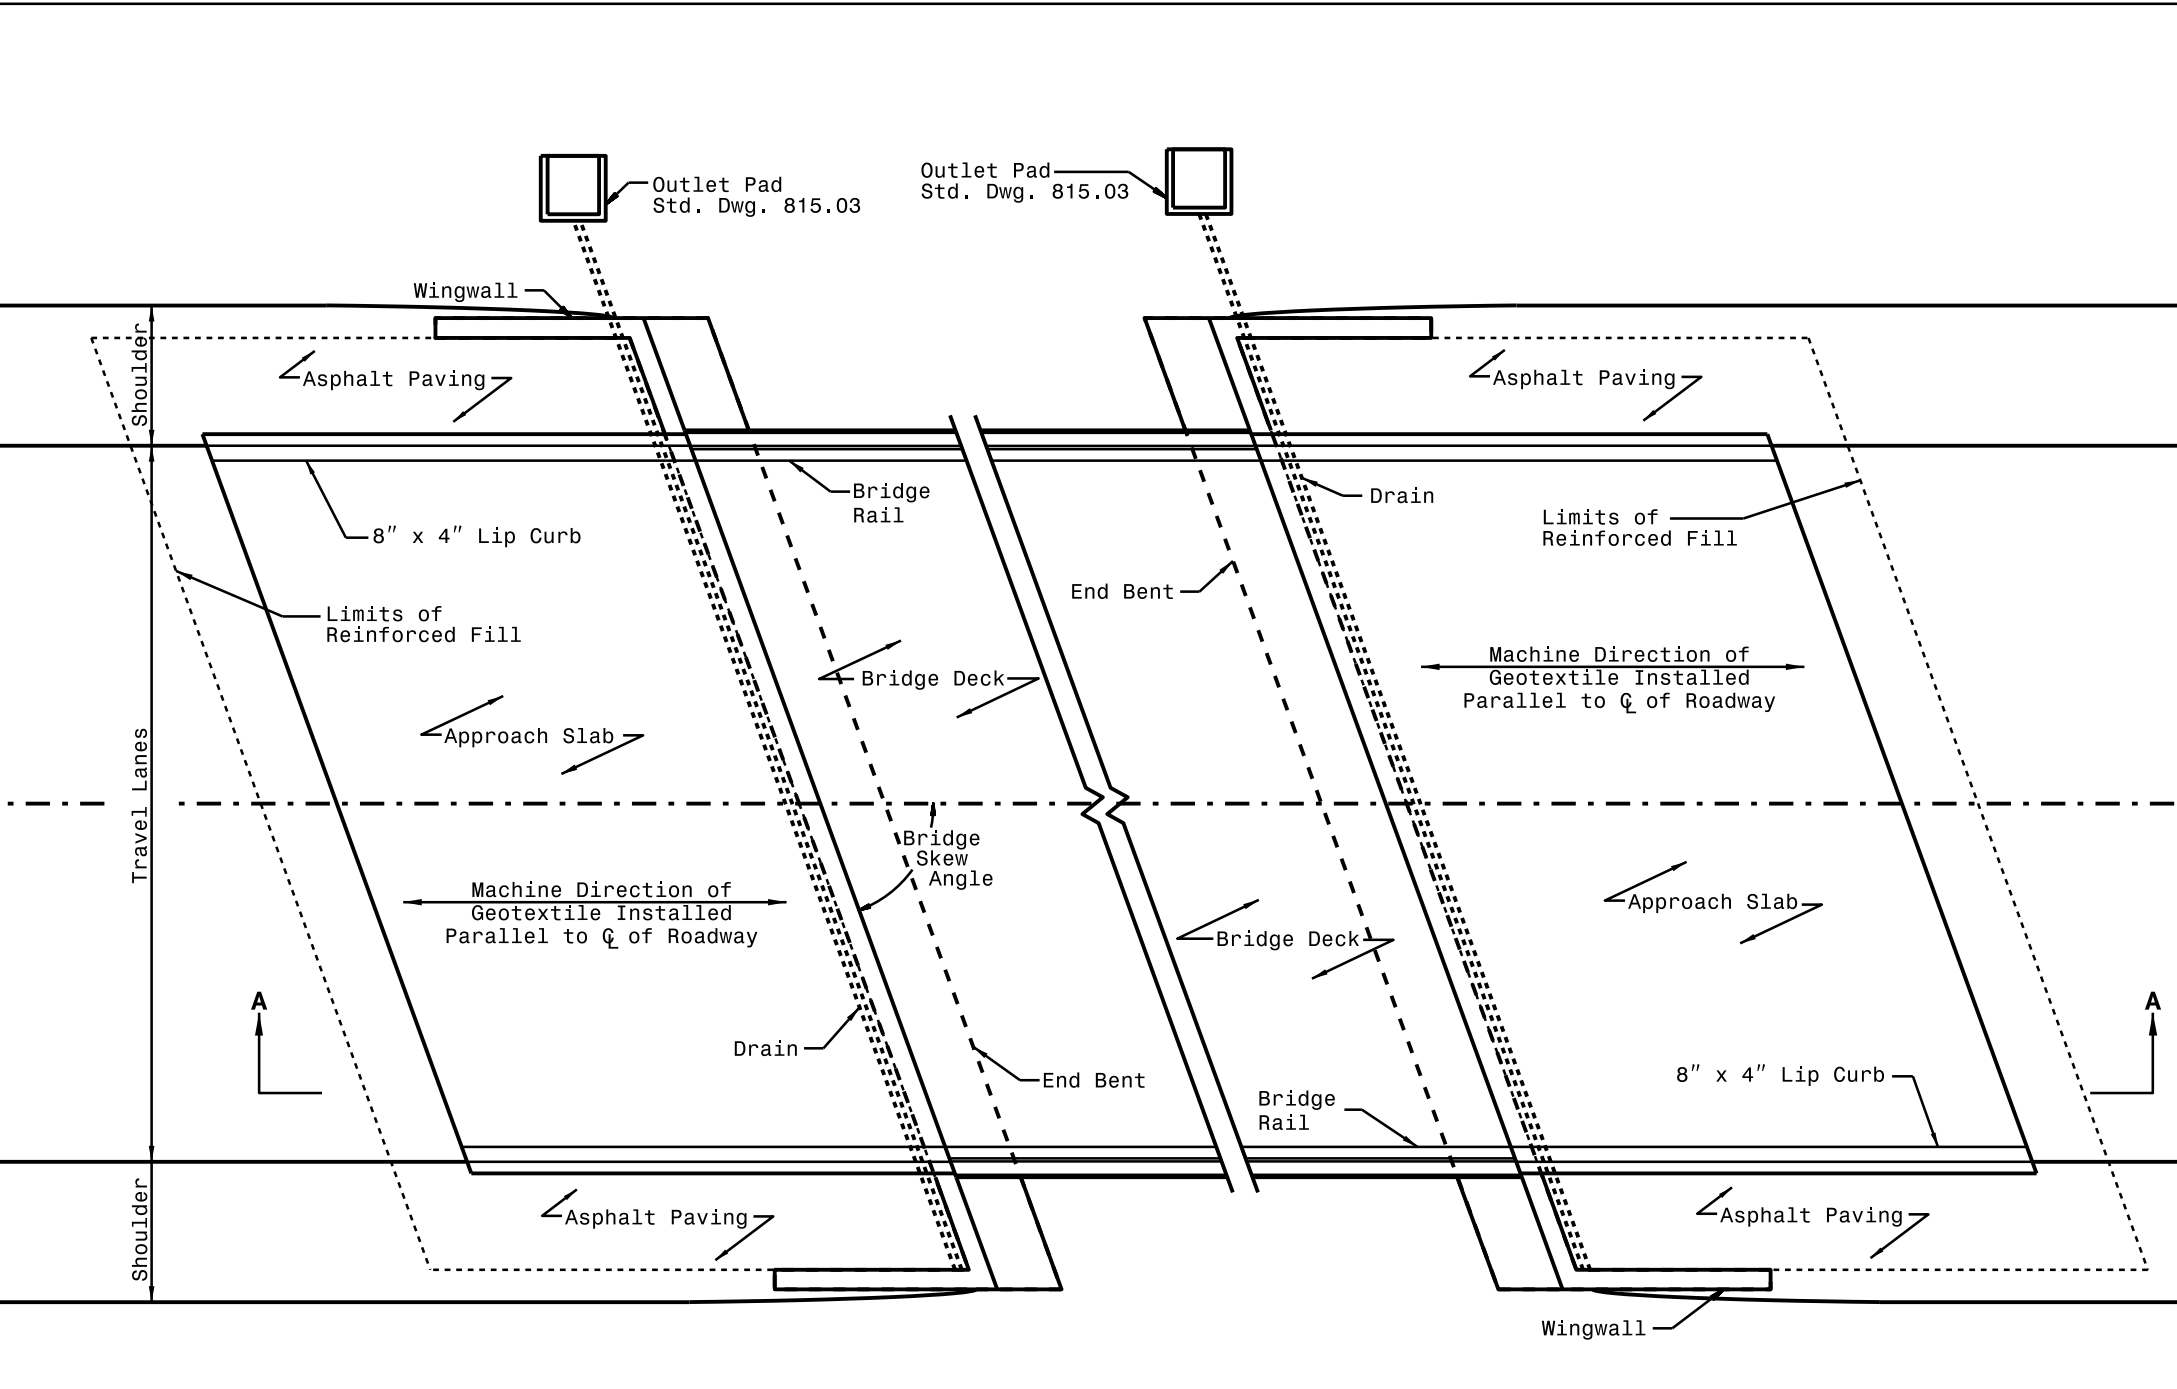 Outlet Pad
Std. Dwg. 815.03
Outlet Pad
Std. Dwg. 815.03
Wingwall
Shoulder
Asphalt Paving
Asphalt Paving
Bridge
Rail
Drain
8" x 4" Lip Curb
Limits of
Reinforced Fill
End Bent
Limits of
Reinforced Fill
Machine Direction of
Geotextile Installed
Parallel to ℄ of Roadway
Bridge Deck
Approach Slab
Travel Lanes
Bridge
Skew
Angle
Machine Direction of
Geotextile Installed
Parallel to ℄ of Roadway
Approach Slab
Bridge Deck
A
A
Drain
End Bent
8" x 4" Lip Curb
Bridge
Rail
Shoulder
Asphalt Paving
Asphalt Paving
Wingwall